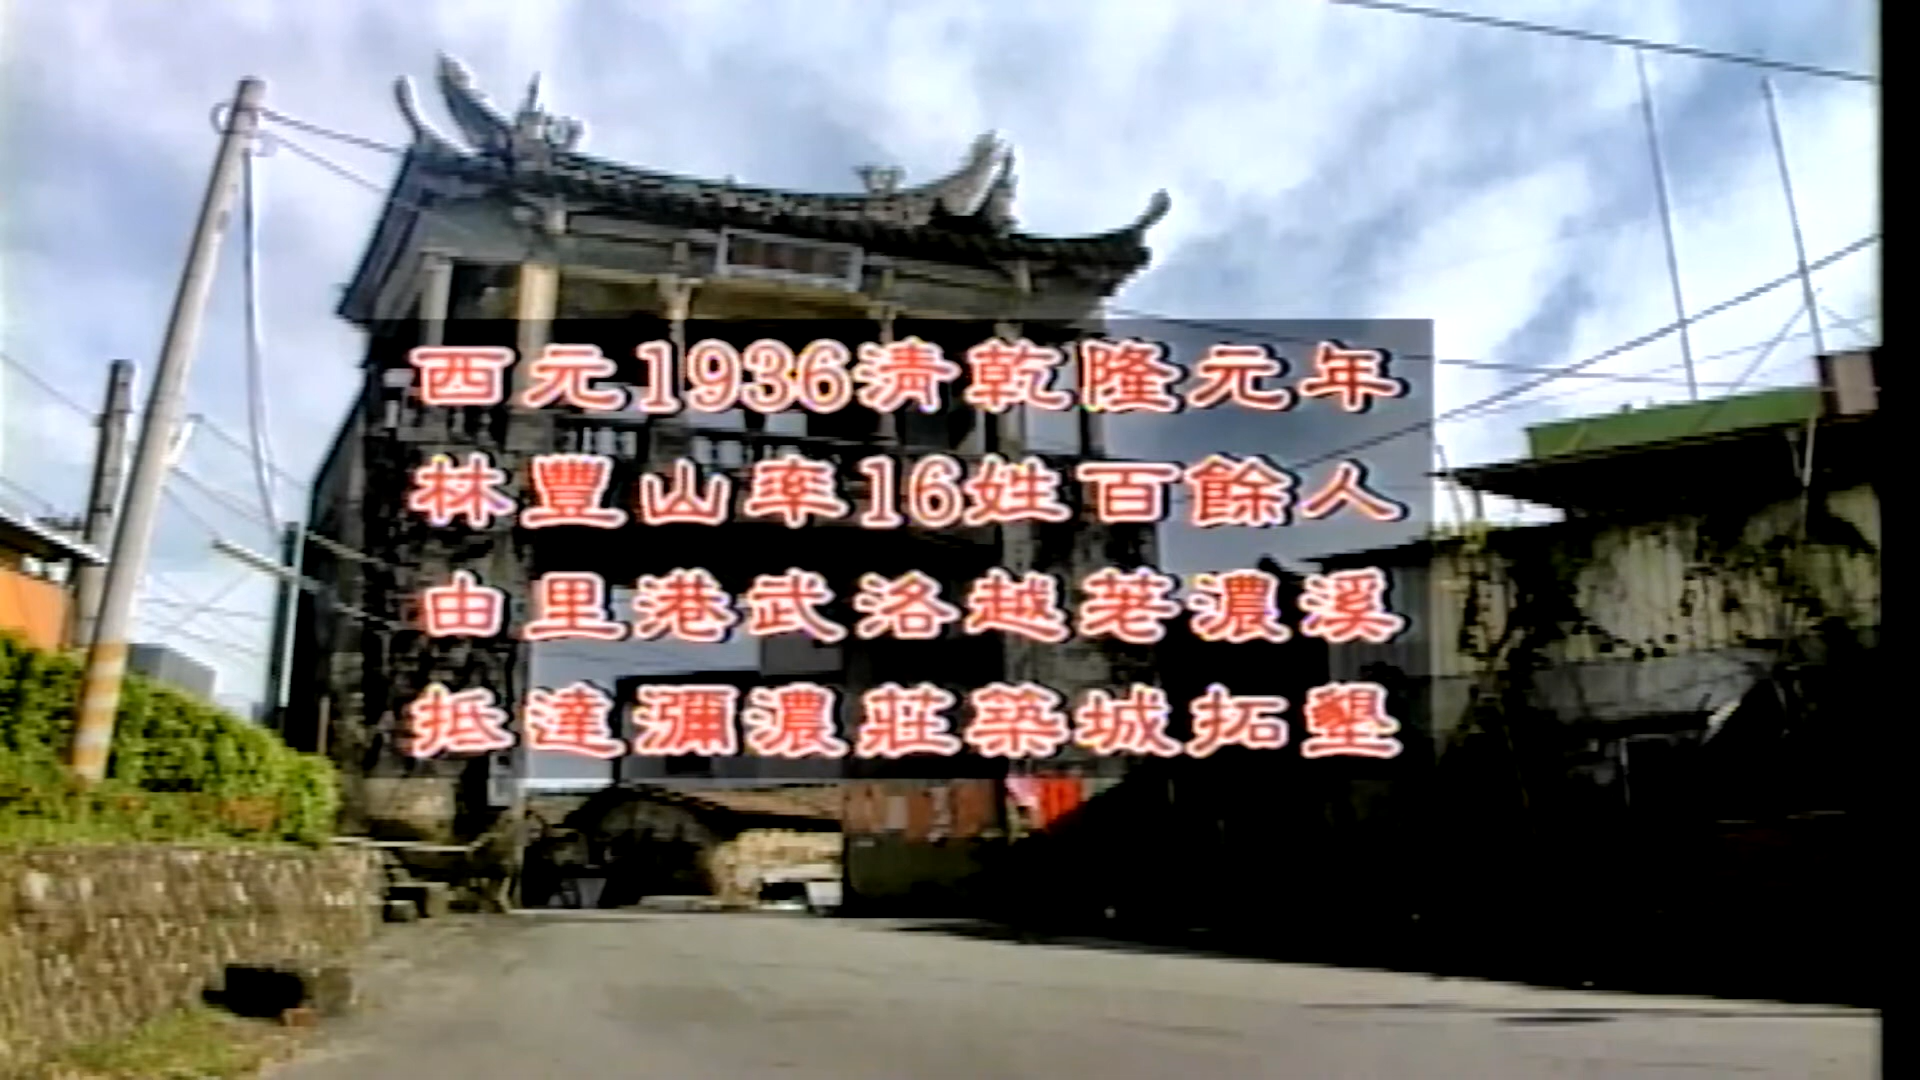 西元1936清乾隆元年
林豐山率16姓百餘人
由里港武洛越荖濃溪
抵達瀰濃莊築城拓墾